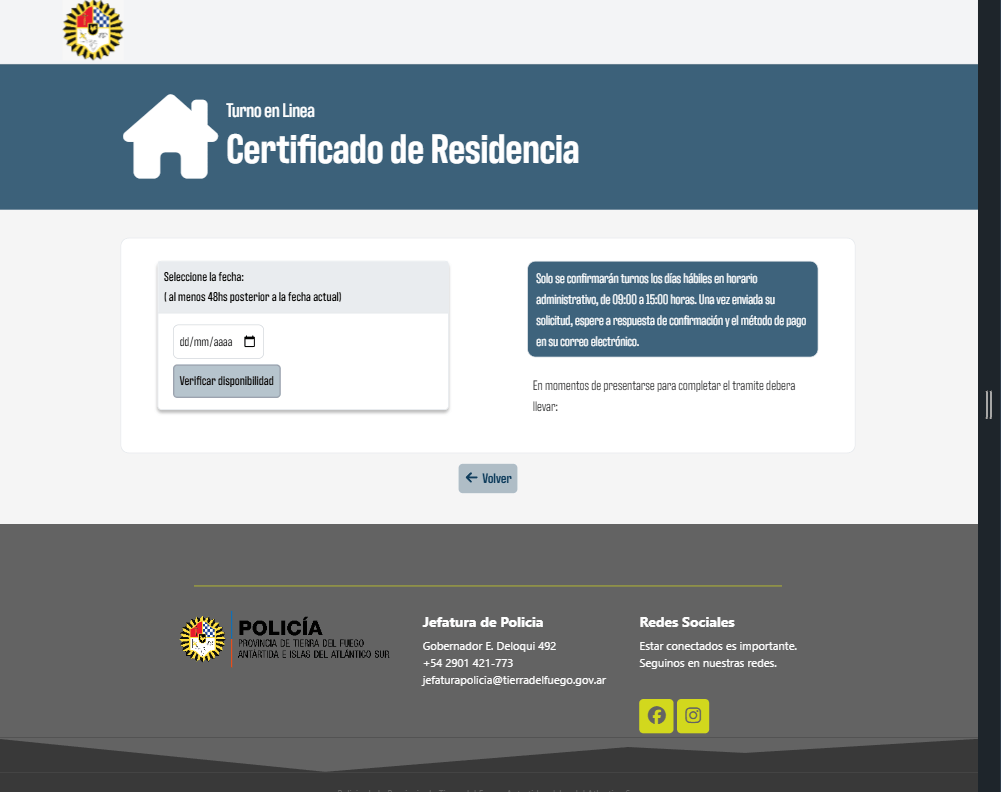 Turno en Linea
Certificado de Residencia
Seleccione la fecha:
( al menos 48hs posterior a la fecha actual)
dd/mm/aaaa
Verificar disponibilidad
Solo se confirmarán turnos los días hábiles en horario
administrativo, de 09:00 a 15:00 horas. Una vez enviada su
solicitud, espere a respuesta de confirmación y el método de pago
en su correo electrónico.
En momentos de presentarse para completar el tramite debera
llevar:
Volver
POLICÍA
PROVINCIA DE TIERRA DEL FUEGO
ANTARTIDA E ISLAS DEL ATLÁNTICO SUR
Jefatura de Policia
Gobernador E. Deloqui 492
+54 2901 421-773
jefaturapolicia@tierradelfuego.gov.ar
Redes Sociales
Estar conectados es importante.
Seguinos en nuestras redes.